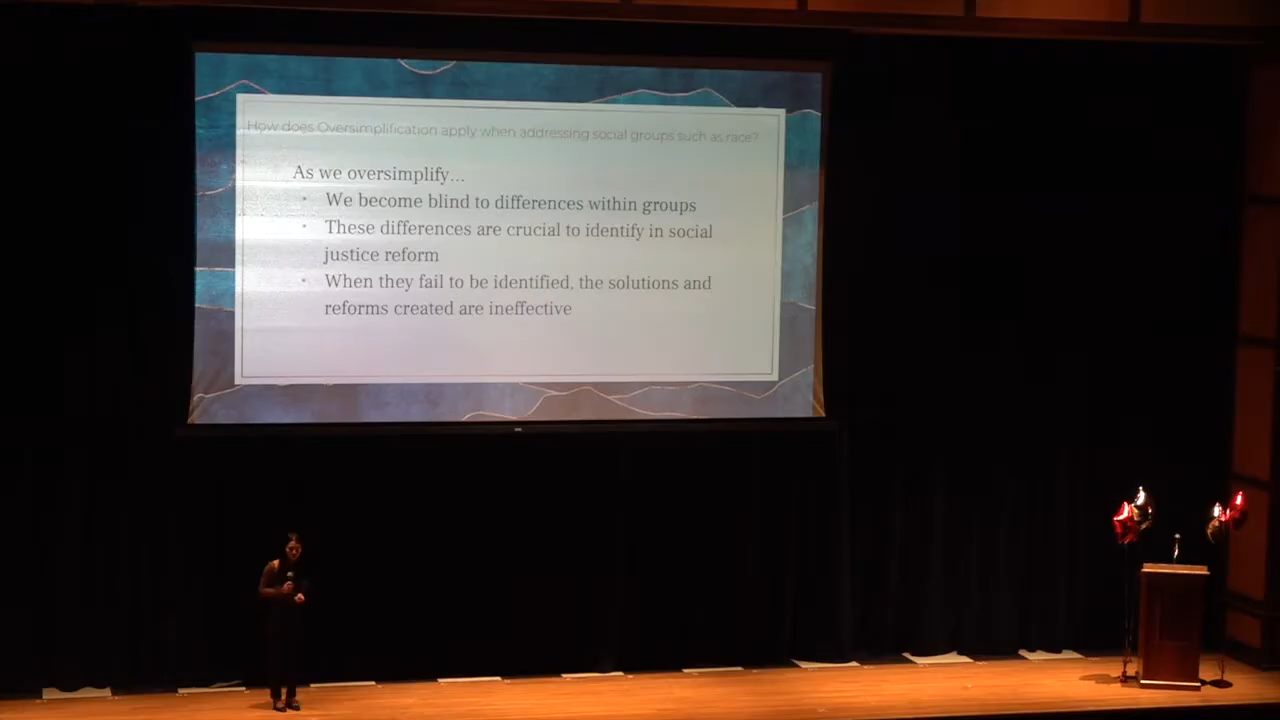 How does Oversimplification apply when addressing social groups such as race?
As we oversimplify...
• We become blind to differences within groups
• These differences are crucial to identify in social
justice reform
• When they fail to be identified, the solutions and
reforms created are ineffective